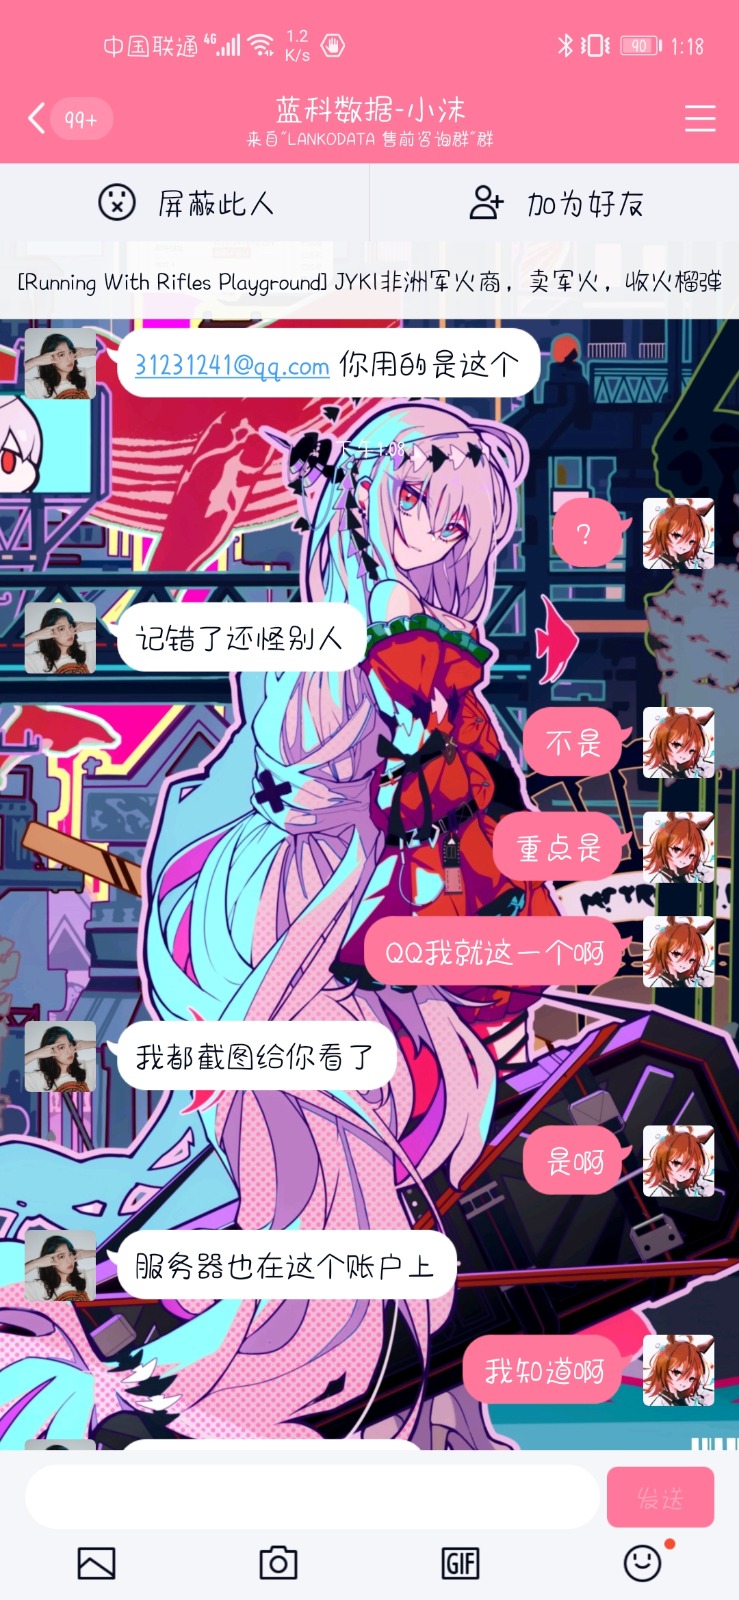 中国联通 4G 1.2 K/s 90 1:18
99+
蓝科数据-小沫
来自"LANKODATA 售前咨询群"群
屏蔽此人 加为好友
[Running With Rifles Playground] JYKI非洲军火商，卖军火，收火榴弹
31231241@qq.com 你用的是这个
下午1:08
?
记错了还怪别人
不是
重点是
QQ我就这一个啊
我都截图给你看了
是啊
服务器也在这个账户上
我知道啊
发送
GIF